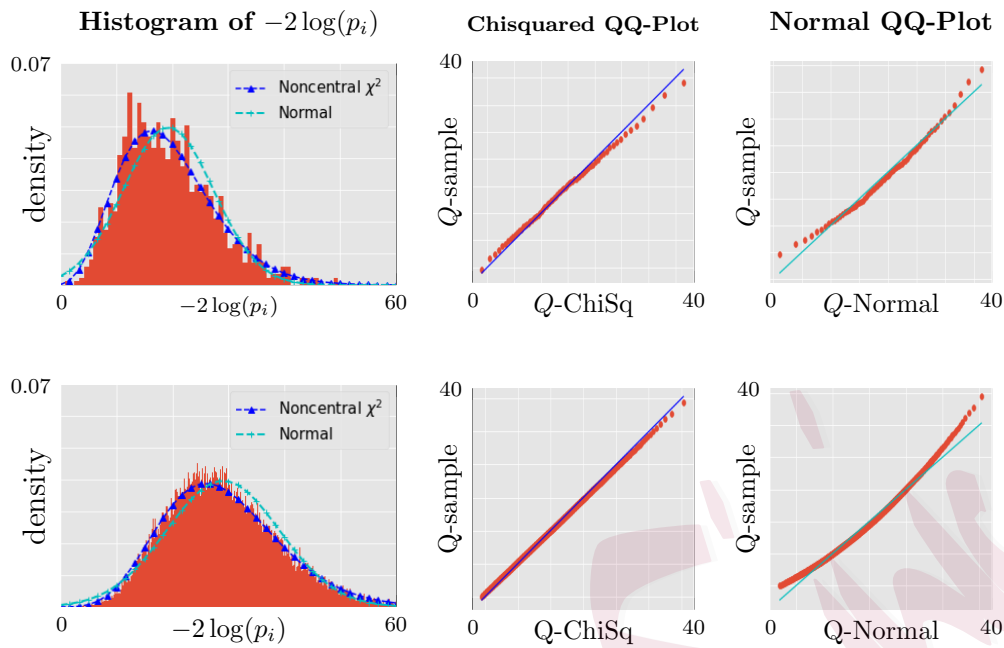 Histogram of −2 log(pᵢ)
Chisquared QQ-Plot
Normal QQ-Plot
0.07
density
Noncentral χ²
Normal
0
−2 log(pᵢ)
60
40
Q-sample
0
Q-ChiSq
40
40
Q-sample
0
Q-Normal
40
0.07
density
Noncentral χ²
Normal
0
−2 log(pᵢ)
60
40
Q-sample
0
Q-ChiSq
40
40
Q-sample
0
Q-Normal
40